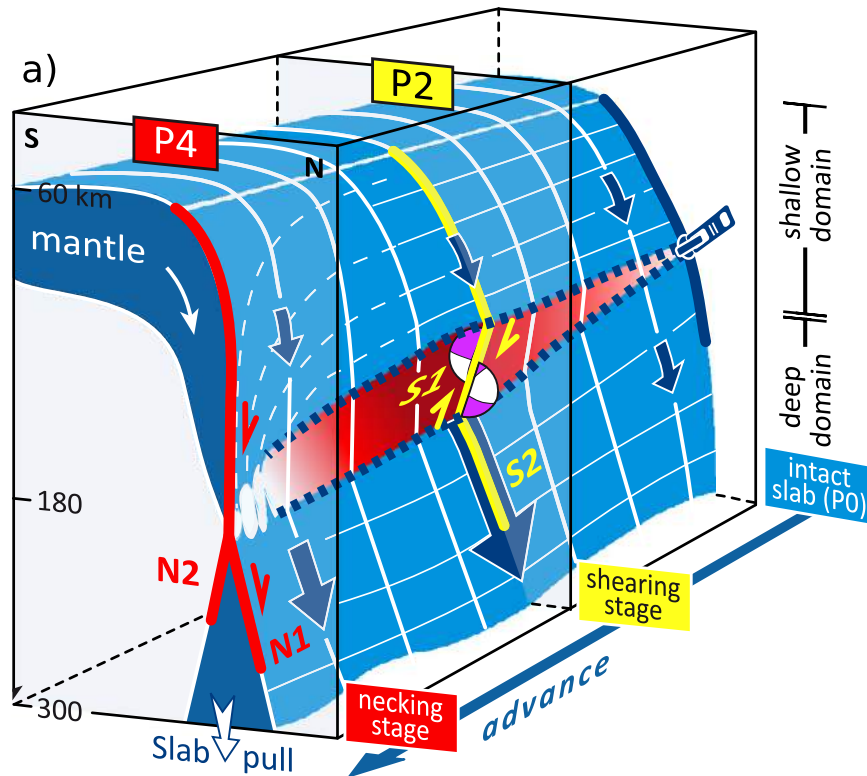 a)
P2
P4
S
N
60 km
mantle
shallow
domain
S1
deep
domain
S2
intact
slab (P0)
180
N2
shearing
stage
N1
necking
stage
advance
300
Slab pull